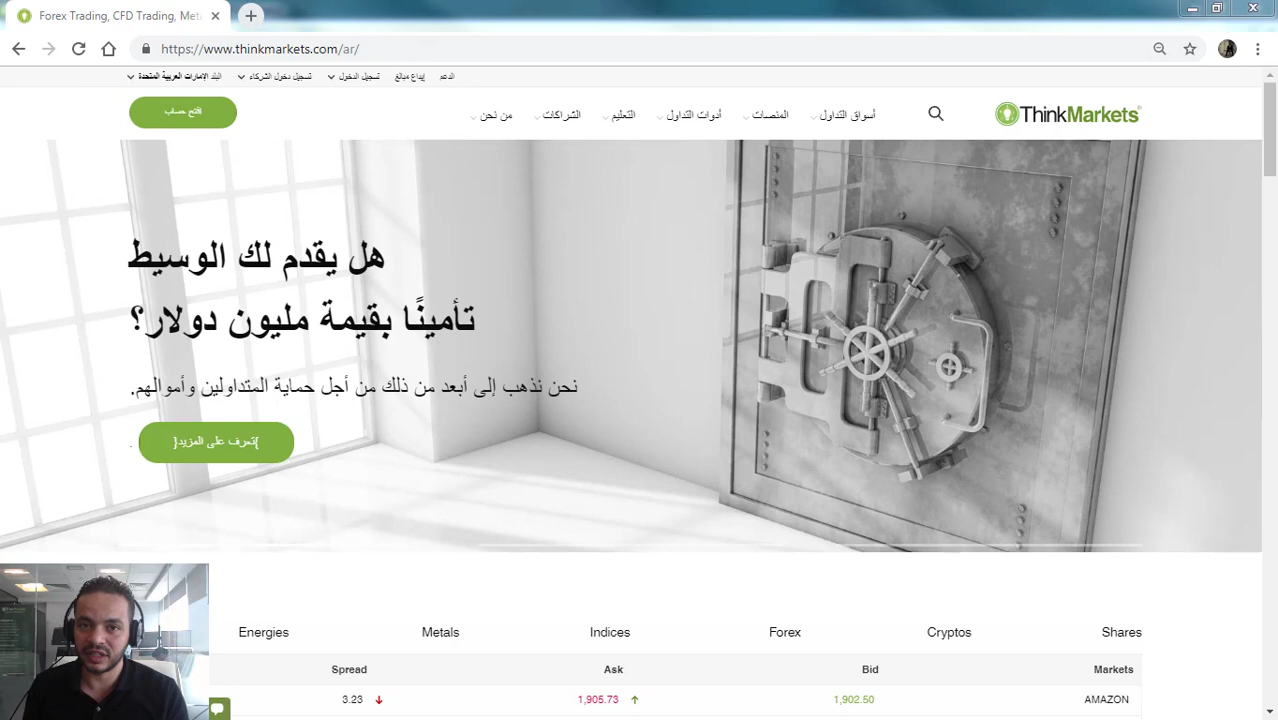 Forex Trading, CFD Trading, Met
https://www.thinkmarkets.com/ar/
الدعم إيداع مبالغ تسجيل الدخول تسجيل دخول الشركاء البلد الإمارات العربية المتحدة
ThinkMarkets أسواق التداول المنصات أدوات التداول التعليم الشراكات من نحن افتح حساب
هل يقدم لك الوسيط
تأمينًا بقيمة مليون دولار؟
نحن نذهب إلى أبعد من ذلك من أجل حماية المتداولين وأموالهم.
}تعرف على المزيد{ .
Energies Metals Indices Forex Cryptos Shares
Spread Ask Bid Markets
3.23 1,905.73 1,902.50 AMAZON